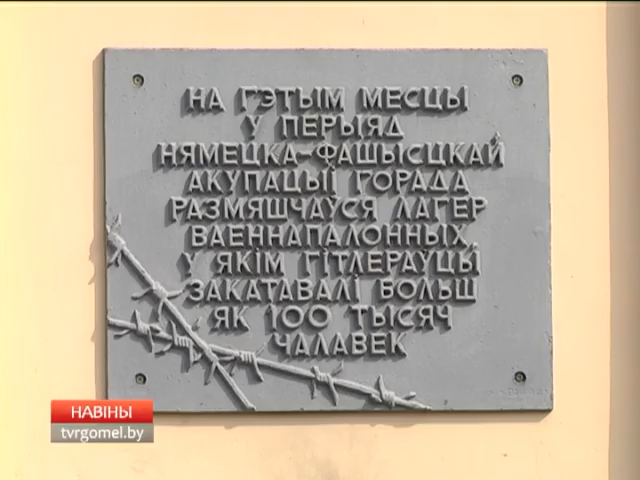 НА ГЭТЫМ МЕСЦЫ
У ПЕРЫЯД
НЯМЕЦКА-ФАШЫСЦКАЙ
АКУПАЦЫІ ГОРАДА
РАЗМЯШЧАЎСЯ ЛАГЕР
ВАЕННАПАЛОННЫХ,
У ЯКІМ ГІТЛЕРАЎЦЫ
ЗАКАТАВАЛІ БОЛЬШ
ЯК 100 ТЫСЯЧ
ЧАЛАВЕК
НАВІНЫ
tvrgomel.by